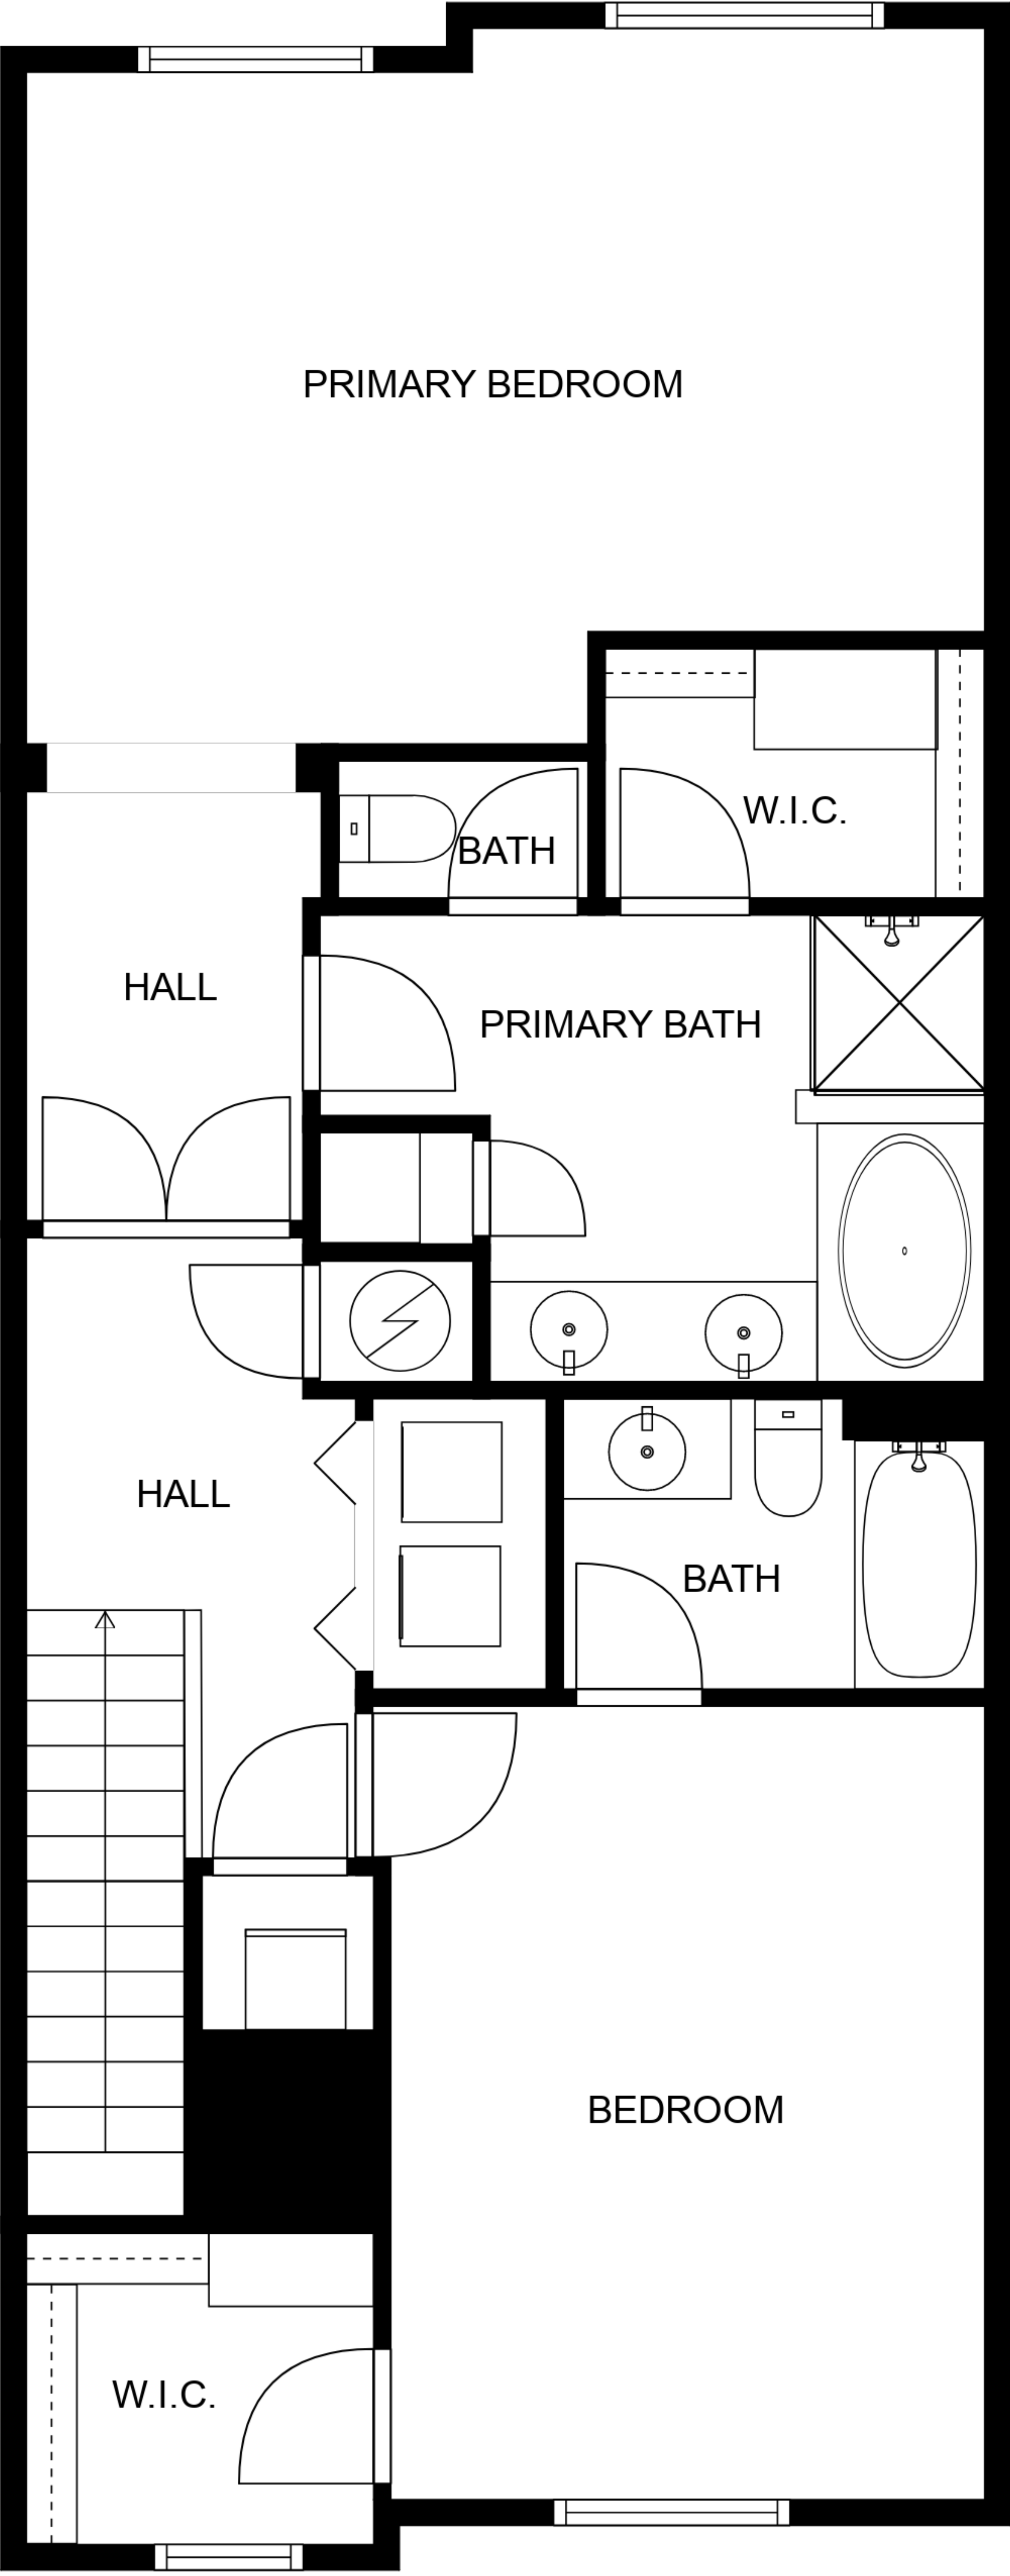 PRIMARY BEDROOM
W.I.C.
BATH
HALL
PRIMARY BATH
HALL
BATH
BEDROOM
W.I.C.